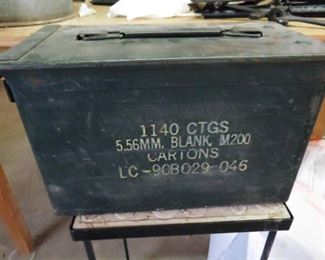 1140 CTGS
5.56MM, BLANK, M200
CARTONS
LC-90B029-046